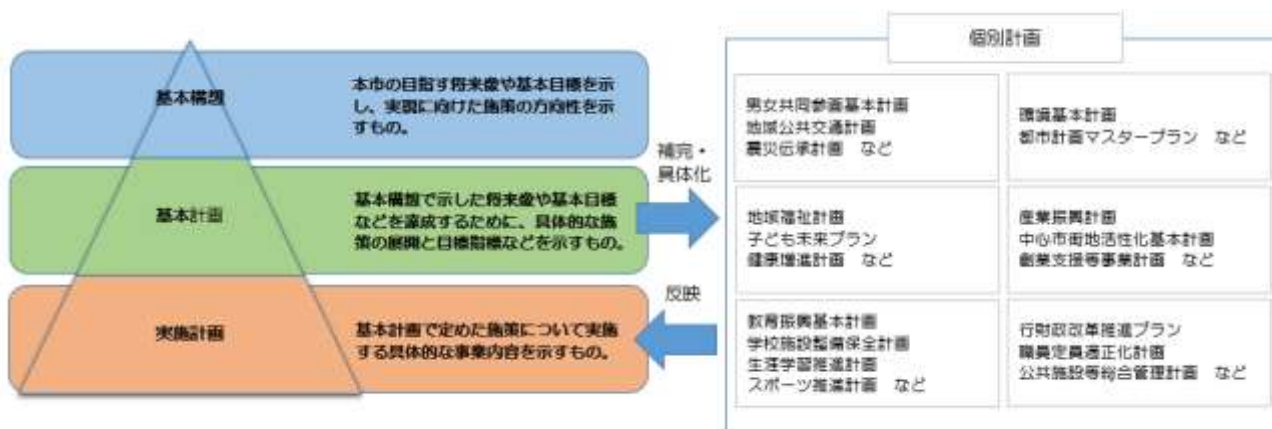 基本構想
本市の目指す将来像や基本目標を示
し、実現に向けた施策の方向性を示
すもの。
基本計画
基本構想で示した将来像や基本目標
などを達成するために、具体的な施
策の展開と目標指標などを示すもの。
実施計画
基本計画で定めた施策について実施
する具体的な事業内容を示すもの。
補完・
具体化
反映
個別計画
男女共同参画基本計画
地域公共交通計画
震災伝承計画　など
環境基本計画
都市計画マスタープラン　など
地域福祉計画
子ども未来プラン
健康増進計画　など
産業振興計画
中心市街地活性化基本計画
創業支援等事業計画　など
教育振興基本計画
学校施設整備保全計画
生涯学習推進計画
スポーツ推進計画　など
行財政改革推進プラン
職員定員適正化計画
公共施設等総合管理計画　など